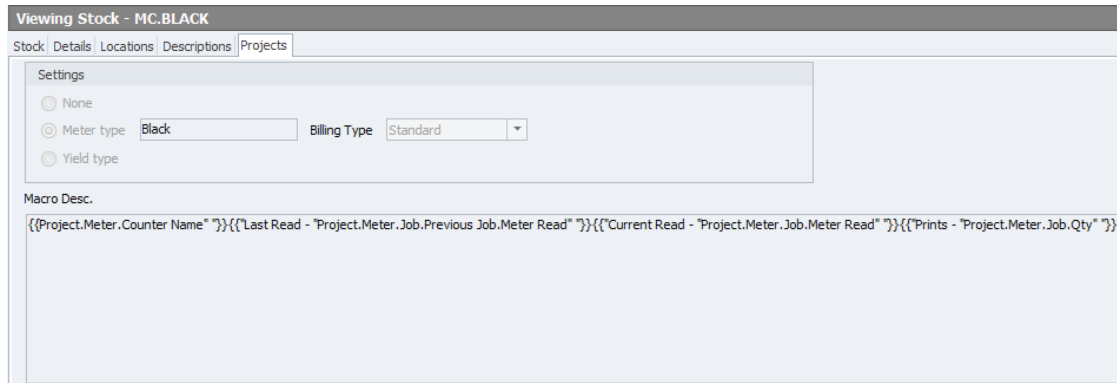 Viewing Stock - MC.BLACK
Stock Details Locations Descriptions Projects
Settings
None
Meter type Black Billing Type Standard
Yield type
Macro Desc.
{{Project.Meter.Counter Name" "}}{{"Last Read - "Project.Meter.Job.Previous Job.Meter Read" "}}{{"Current Read - "Project.Meter.Job.Meter Read" "}}{{"Prints - "Project.Meter.Job.Qty" "}}